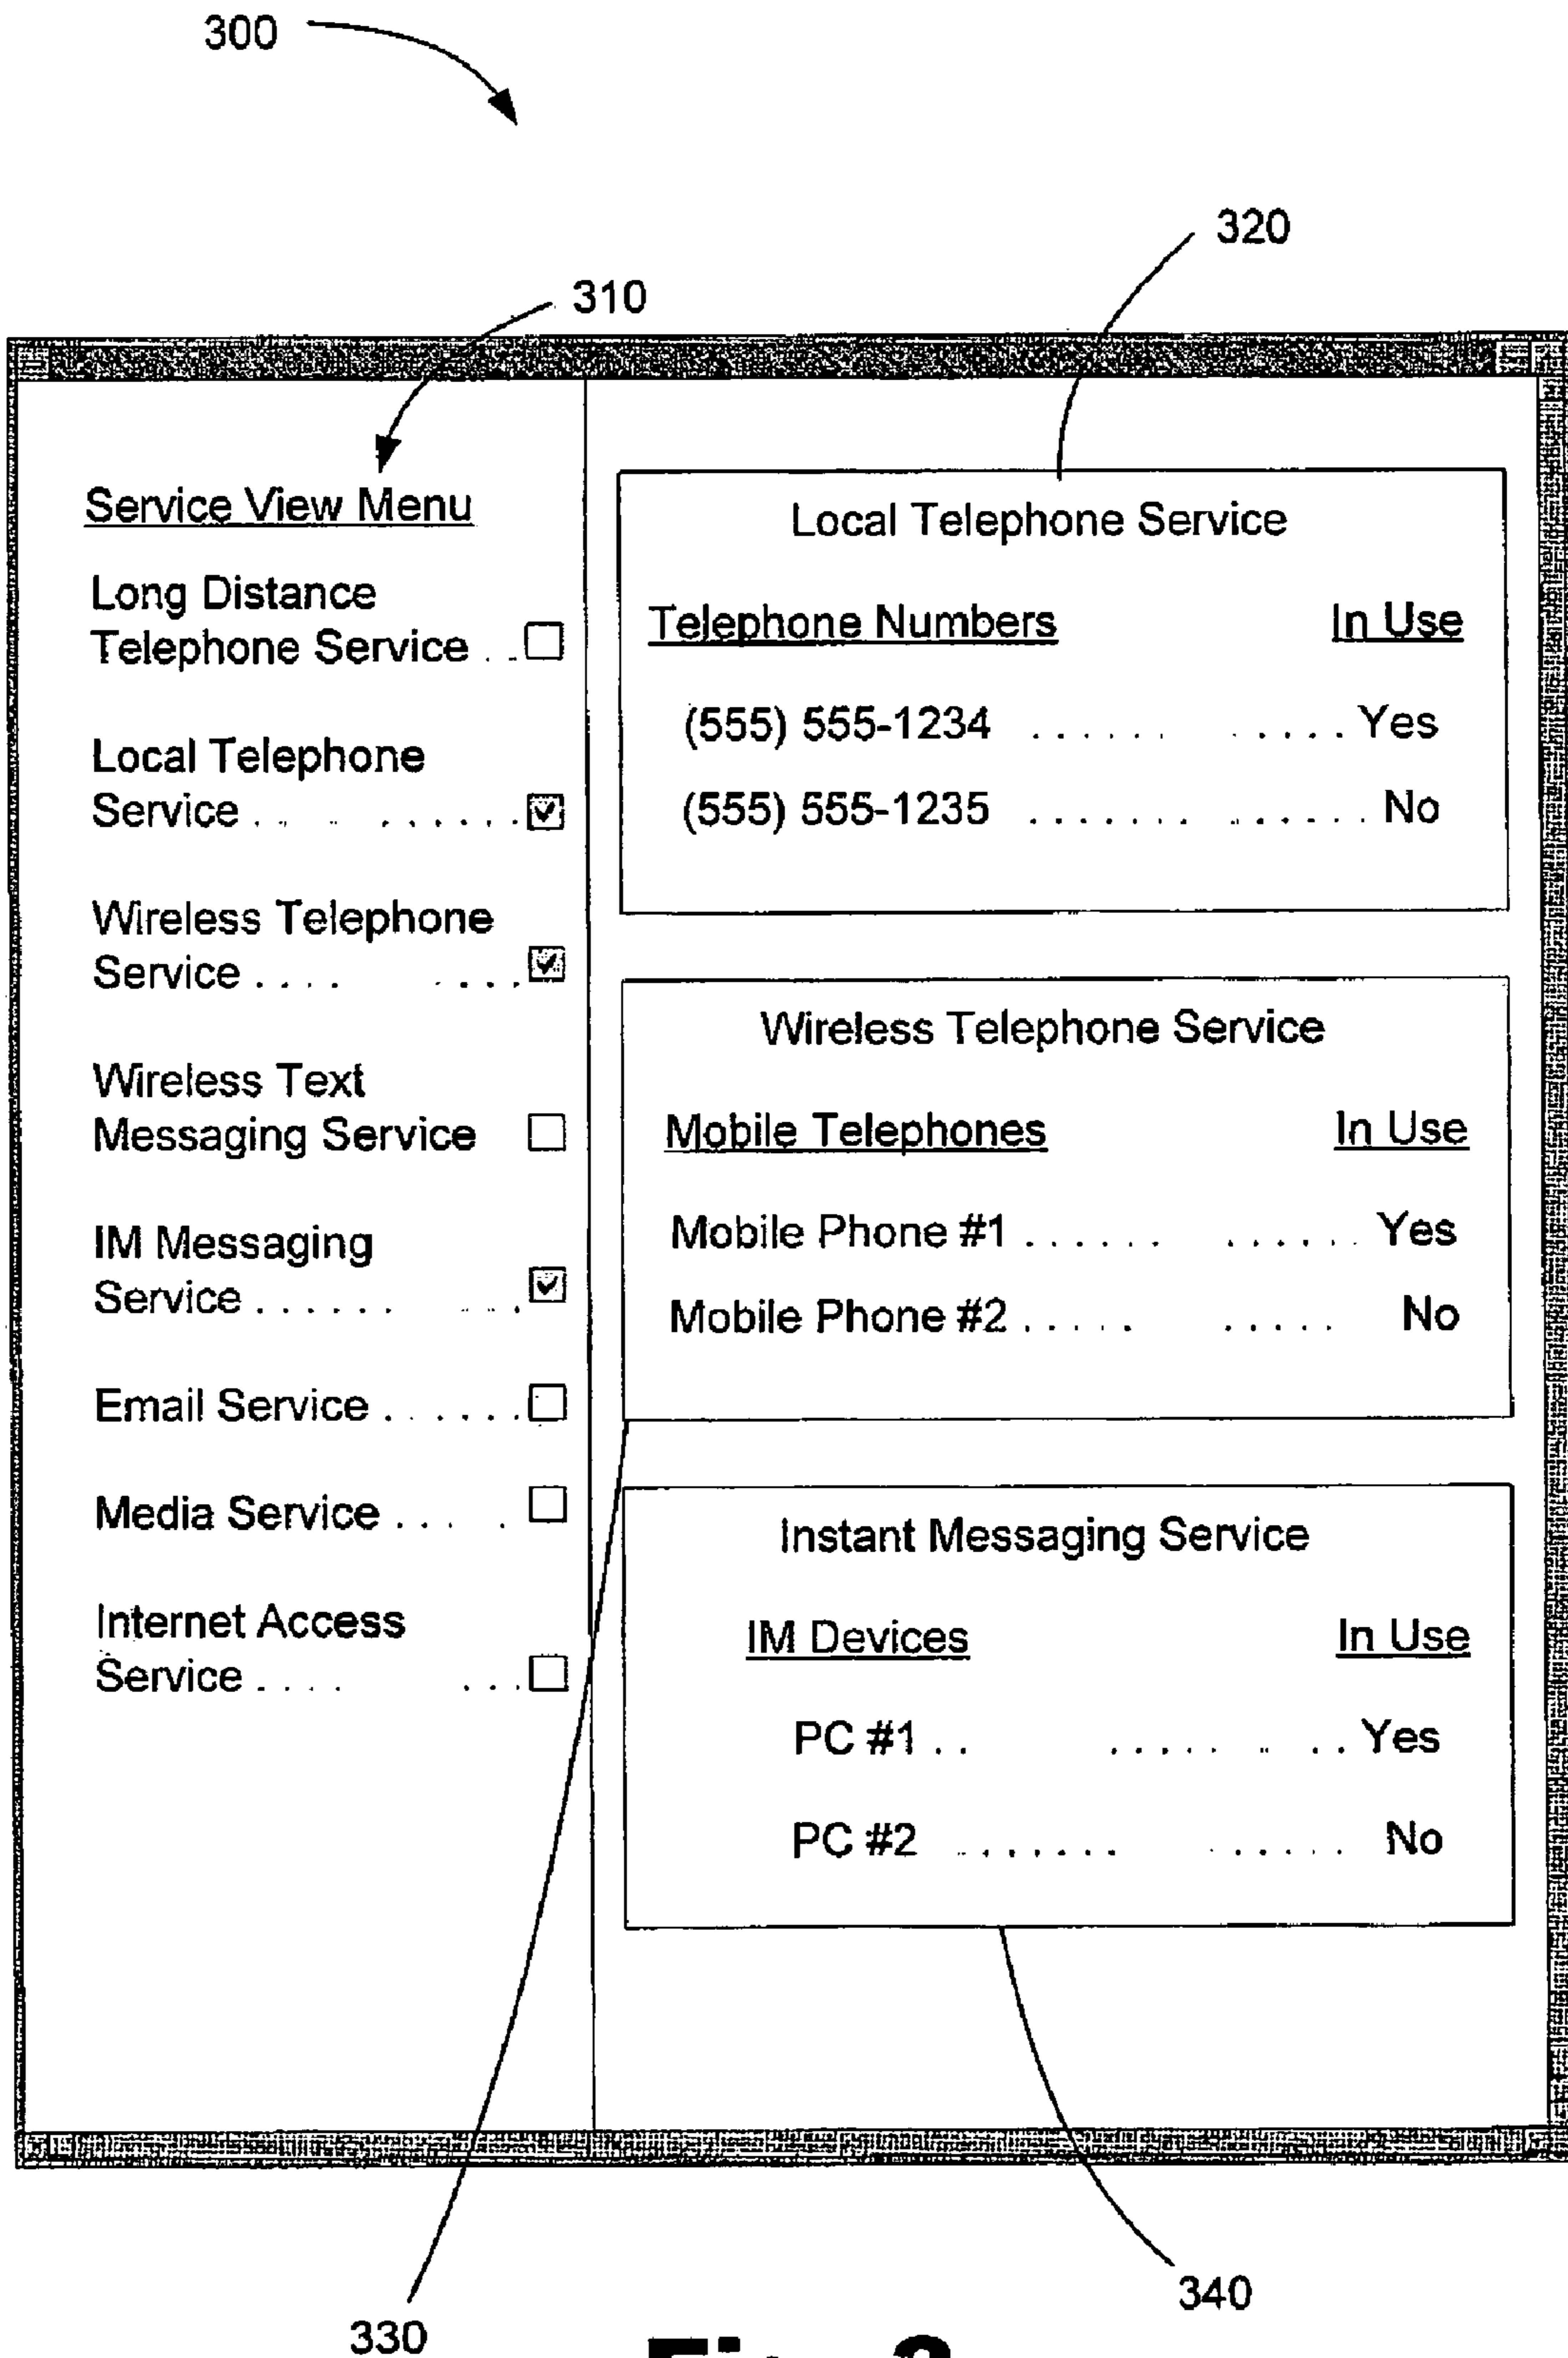 300
320
310
Service View Menu
Long Distance
Telephone Service . .
Local Telephone
Service . . . . . . . . . .
Wireless Telephone
Service . . . . . . . .
Wireless Text
Messaging Service
IM Messaging
Service . . . . . . . . .
Email Service . . . . . .
Media Service . . . . .
Internet Access
Service . . . . . . .
Local Telephone Service
Telephone Numbers In Use
(555) 555-1234 . . . . . . . . . . . Yes
(555) 555-1235 . . . . . . . . . . . . . No
Wireless Telephone Service
Mobile Telephones In Use
Mobile Phone #1 . . . . . . . . . . . . Yes
Mobile Phone #2 . . . . . . . . . . No
Instant Messaging Service
IM Devices In Use
PC #1 . . . . . . . . . . Yes
PC #2 . . . . . . . . . . . . No
330
340